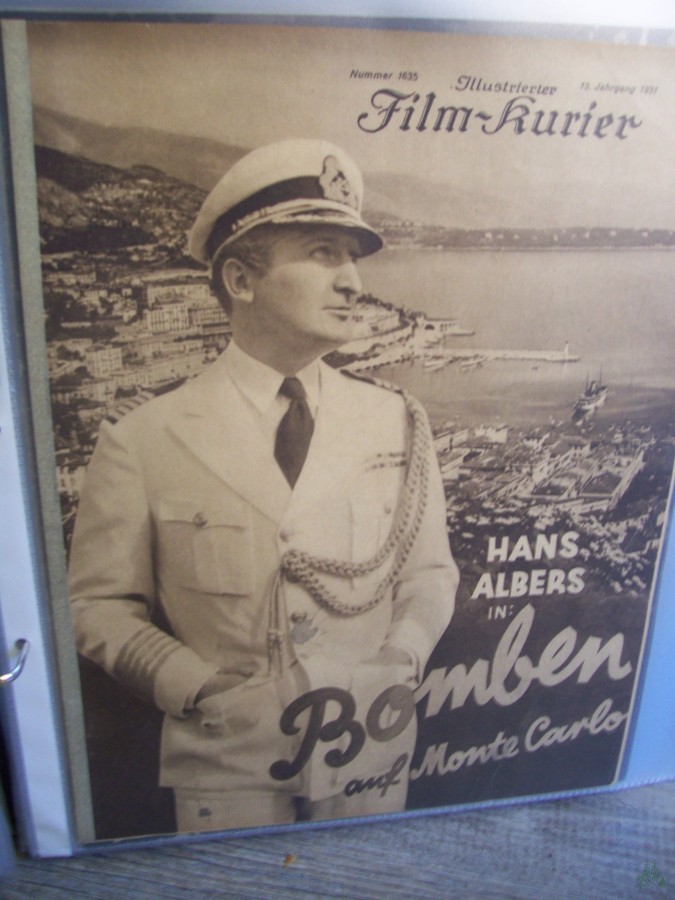 Nummer 1635
Illustrierter
13. Jahrgang 1931
Film-Kurier
HANS
ALBERS
IN:
Bomben
auf Monte Carlo